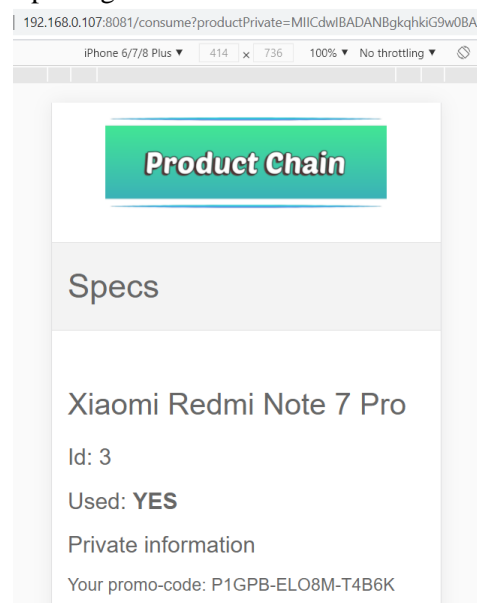 192.168.0.107:8081/consume?productPrivate=MIICdwIBADANBgkqhkiG9w0BA
iPhone 6/7/8 Plus ▼ 414 x 736 100% ▼ No throttling ▼
Product Chain
Specs
Xiaomi Redmi Note 7 Pro
Id: 3
Used: YES
Private information
Your promo-code: P1GPB-ELO8M-T4B6K